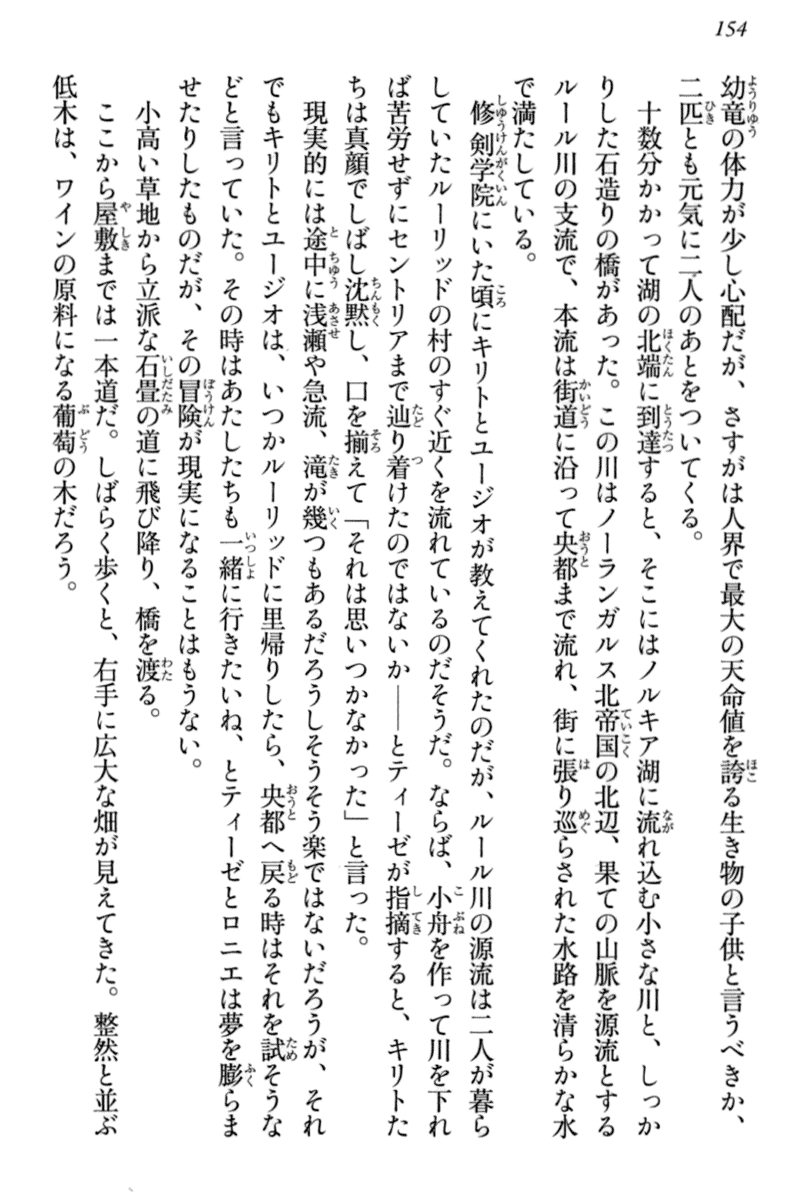 154
幼竜の体力が少し心配だが、さすがは人界で最大の天命値を誇る生き物の子供と言うべきか、
二匹とも元気に二人のあとをついてくる。
十数分かかって湖の北端に到達すると、そこにはノルキア湖に流れ込む小さな川と、しっか
りした石造りの橋があった。この川はノーランガルス北帝国の北辺、果ての山脈を源流とする
ルール川の支流で、本流は街道に沿って央都まで流れ、街に張り巡らされた水路を清らかな水
で満たしている。
修剣学院にいた頃にキリトとユージオが教えてくれたのだが、ルール川の源流は二人が暮ら
していたルーリッドの村のすぐ近くを流れているのだそうだ。ならば、小舟を作って川を下れ
ば苦労せずにセントリアまで辿り着けたのではないか――とティーゼが指摘すると、キリトた
ちは真顔でしばし沈黙し、口を揃えて「それは思いつかなかった」と言った。
現実的には途中に浅瀬や急流、滝が幾つもあるだろうしそうそう楽ではないだろうが、それ
でもキリトとユージオは、いつかルーリッドに里帰りしたら、央都へ戻る時はそれを試そうな
どと言っていた。その時はあたしたちも一緒に行きたいね、とティーゼとロニエは夢を膨らま
せたりしたものだが、その冒険が現実になることはもうない。
小高い草地から立派な石畳の道に飛び降り、橋を渡る。
ここから屋敷までは一本道だ。しばらく歩くと、右手に広大な畑が見えてきた。整然と並ぶ
低木は、ワインの原料になる葡萄の木だろう。